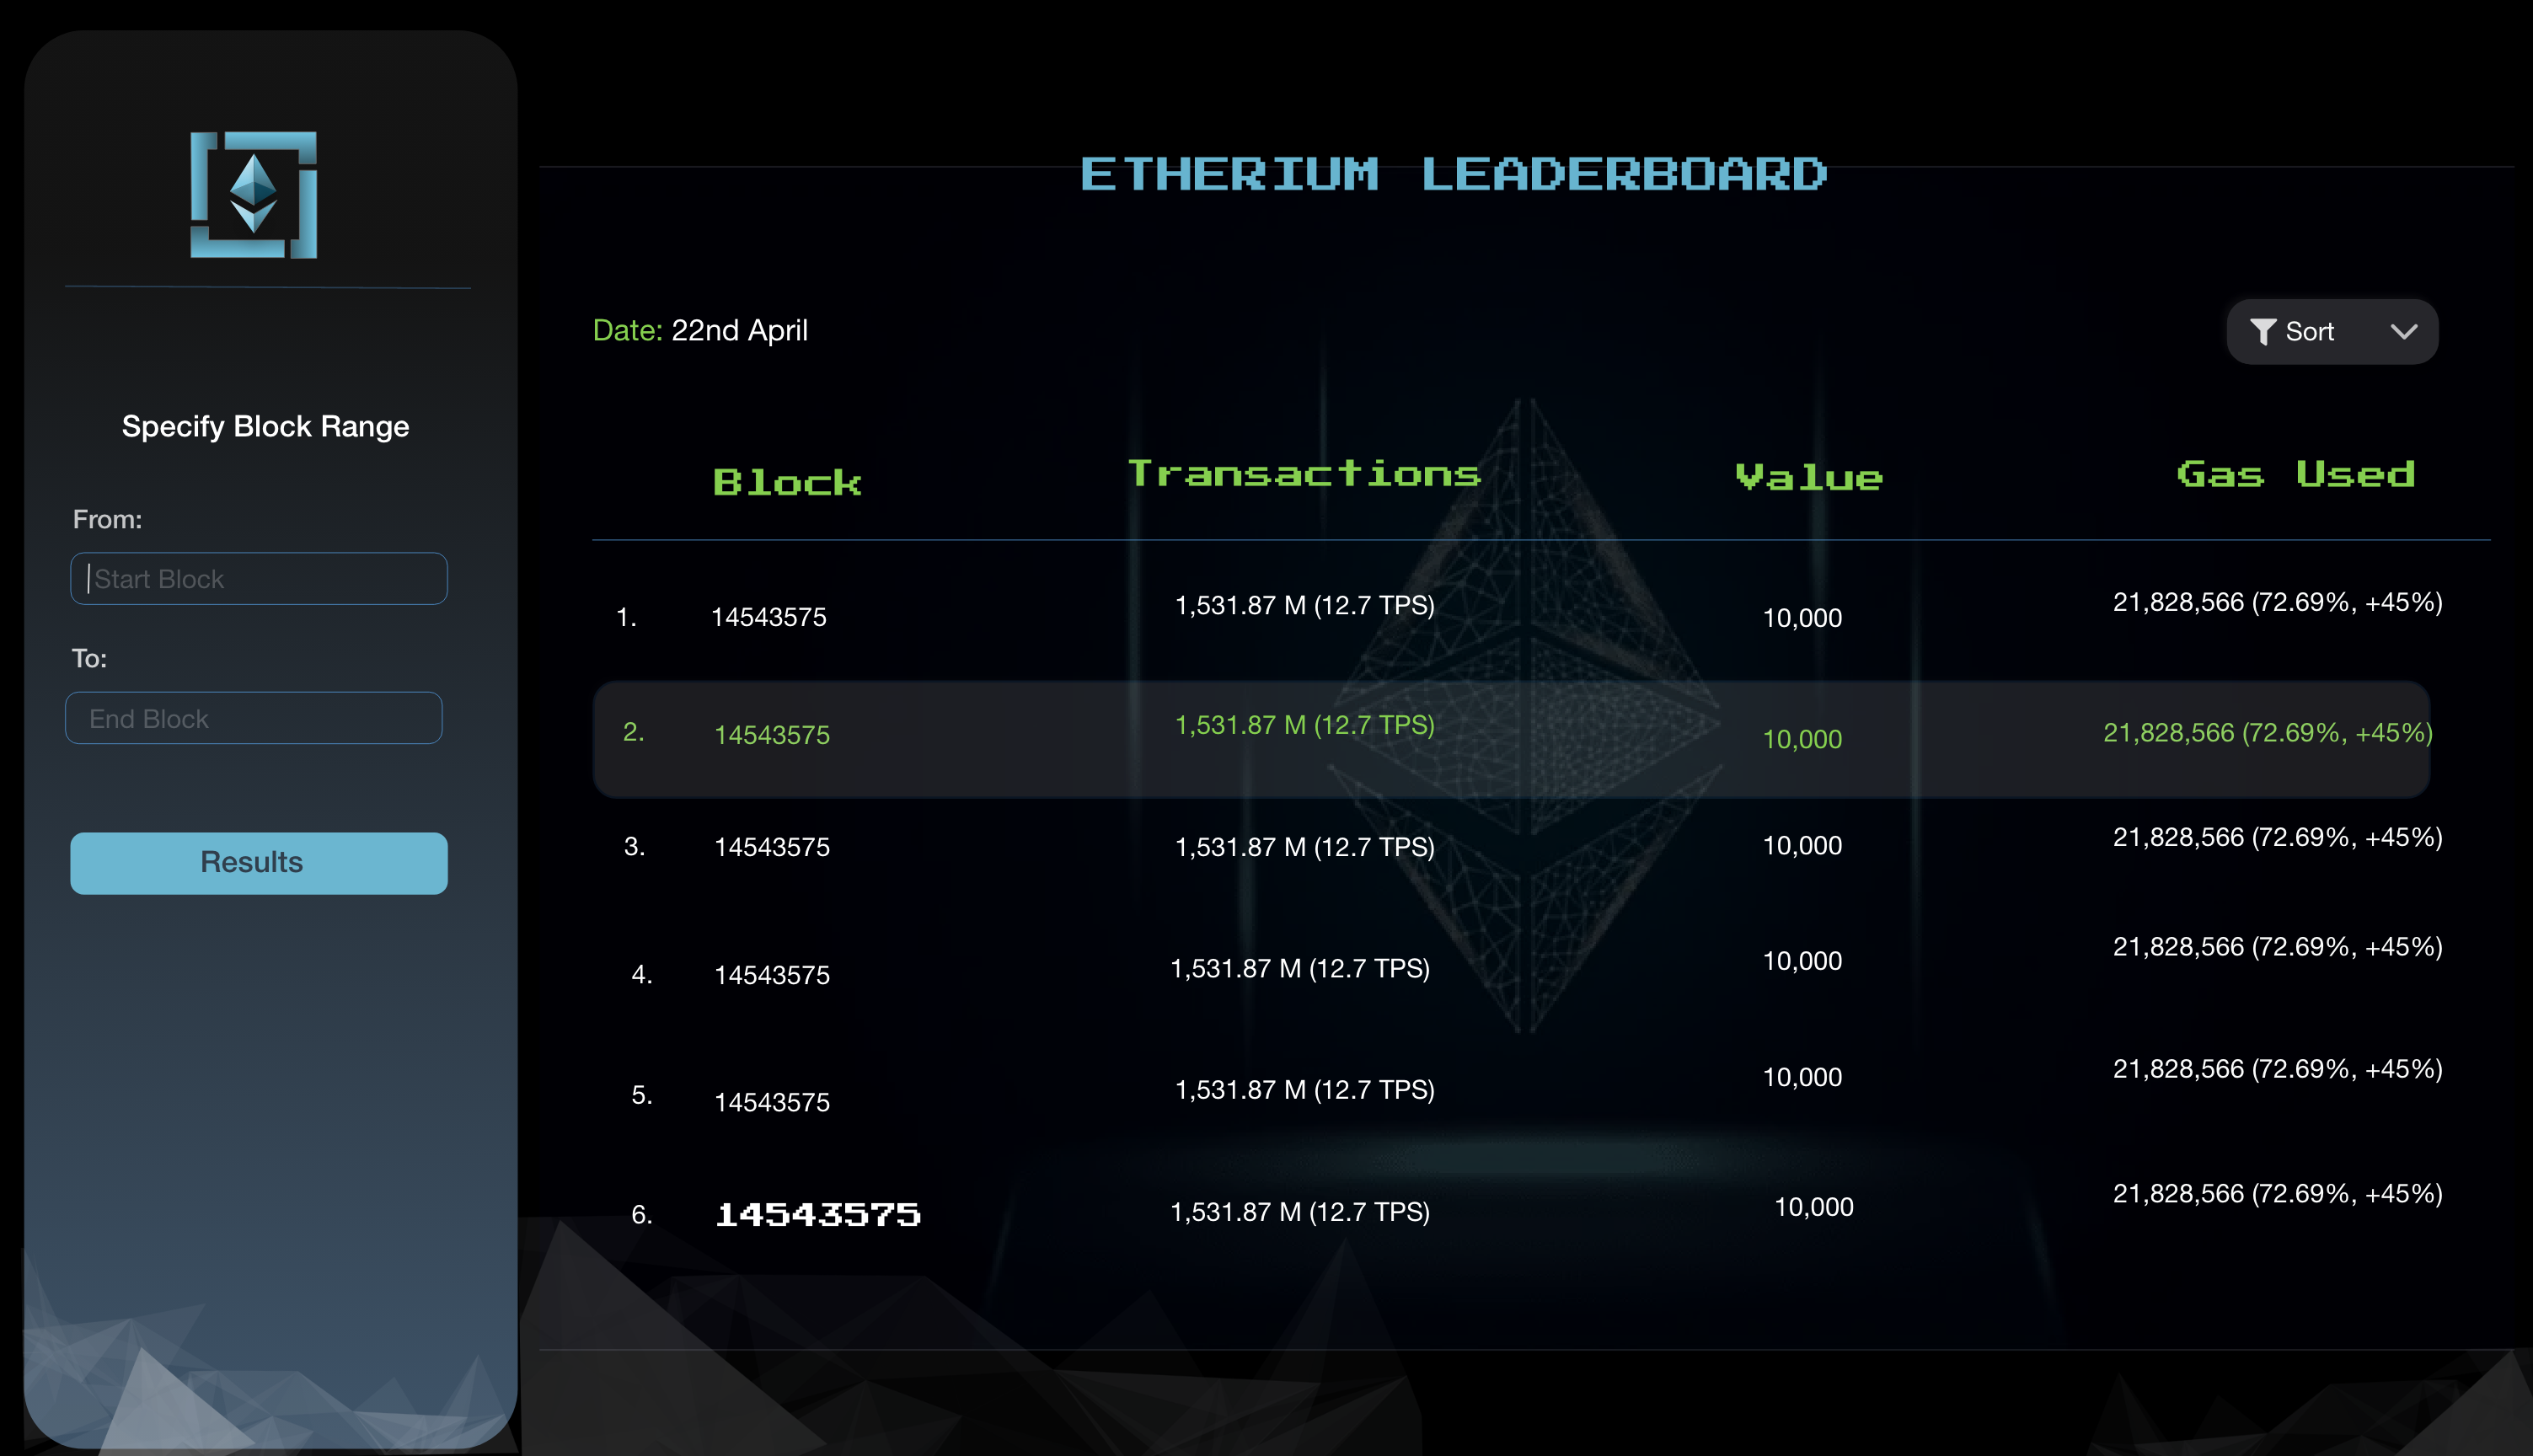 ETHERIUM LEADERBOARD
Date: 22nd April
Sort
Specify Block Range
From:
Start Block
To:
End Block
Results
Block Transactions Value Gas Used
1. 14543575 1,531.87 M (12.7 TPS) 10,000 21,828,566 (72.69%, +45%)
2. 14543575 1,531.87 M (12.7 TPS) 10,000 21,828,566 (72.69%, +45%)
3. 14543575 1,531.87 M (12.7 TPS) 10,000 21,828,566 (72.69%, +45%)
4. 14543575 1,531.87 M (12.7 TPS) 10,000 21,828,566 (72.69%, +45%)
5. 14543575 1,531.87 M (12.7 TPS) 10,000 21,828,566 (72.69%, +45%)
6. 14543575 1,531.87 M (12.7 TPS) 10,000 21,828,566 (72.69%, +45%)